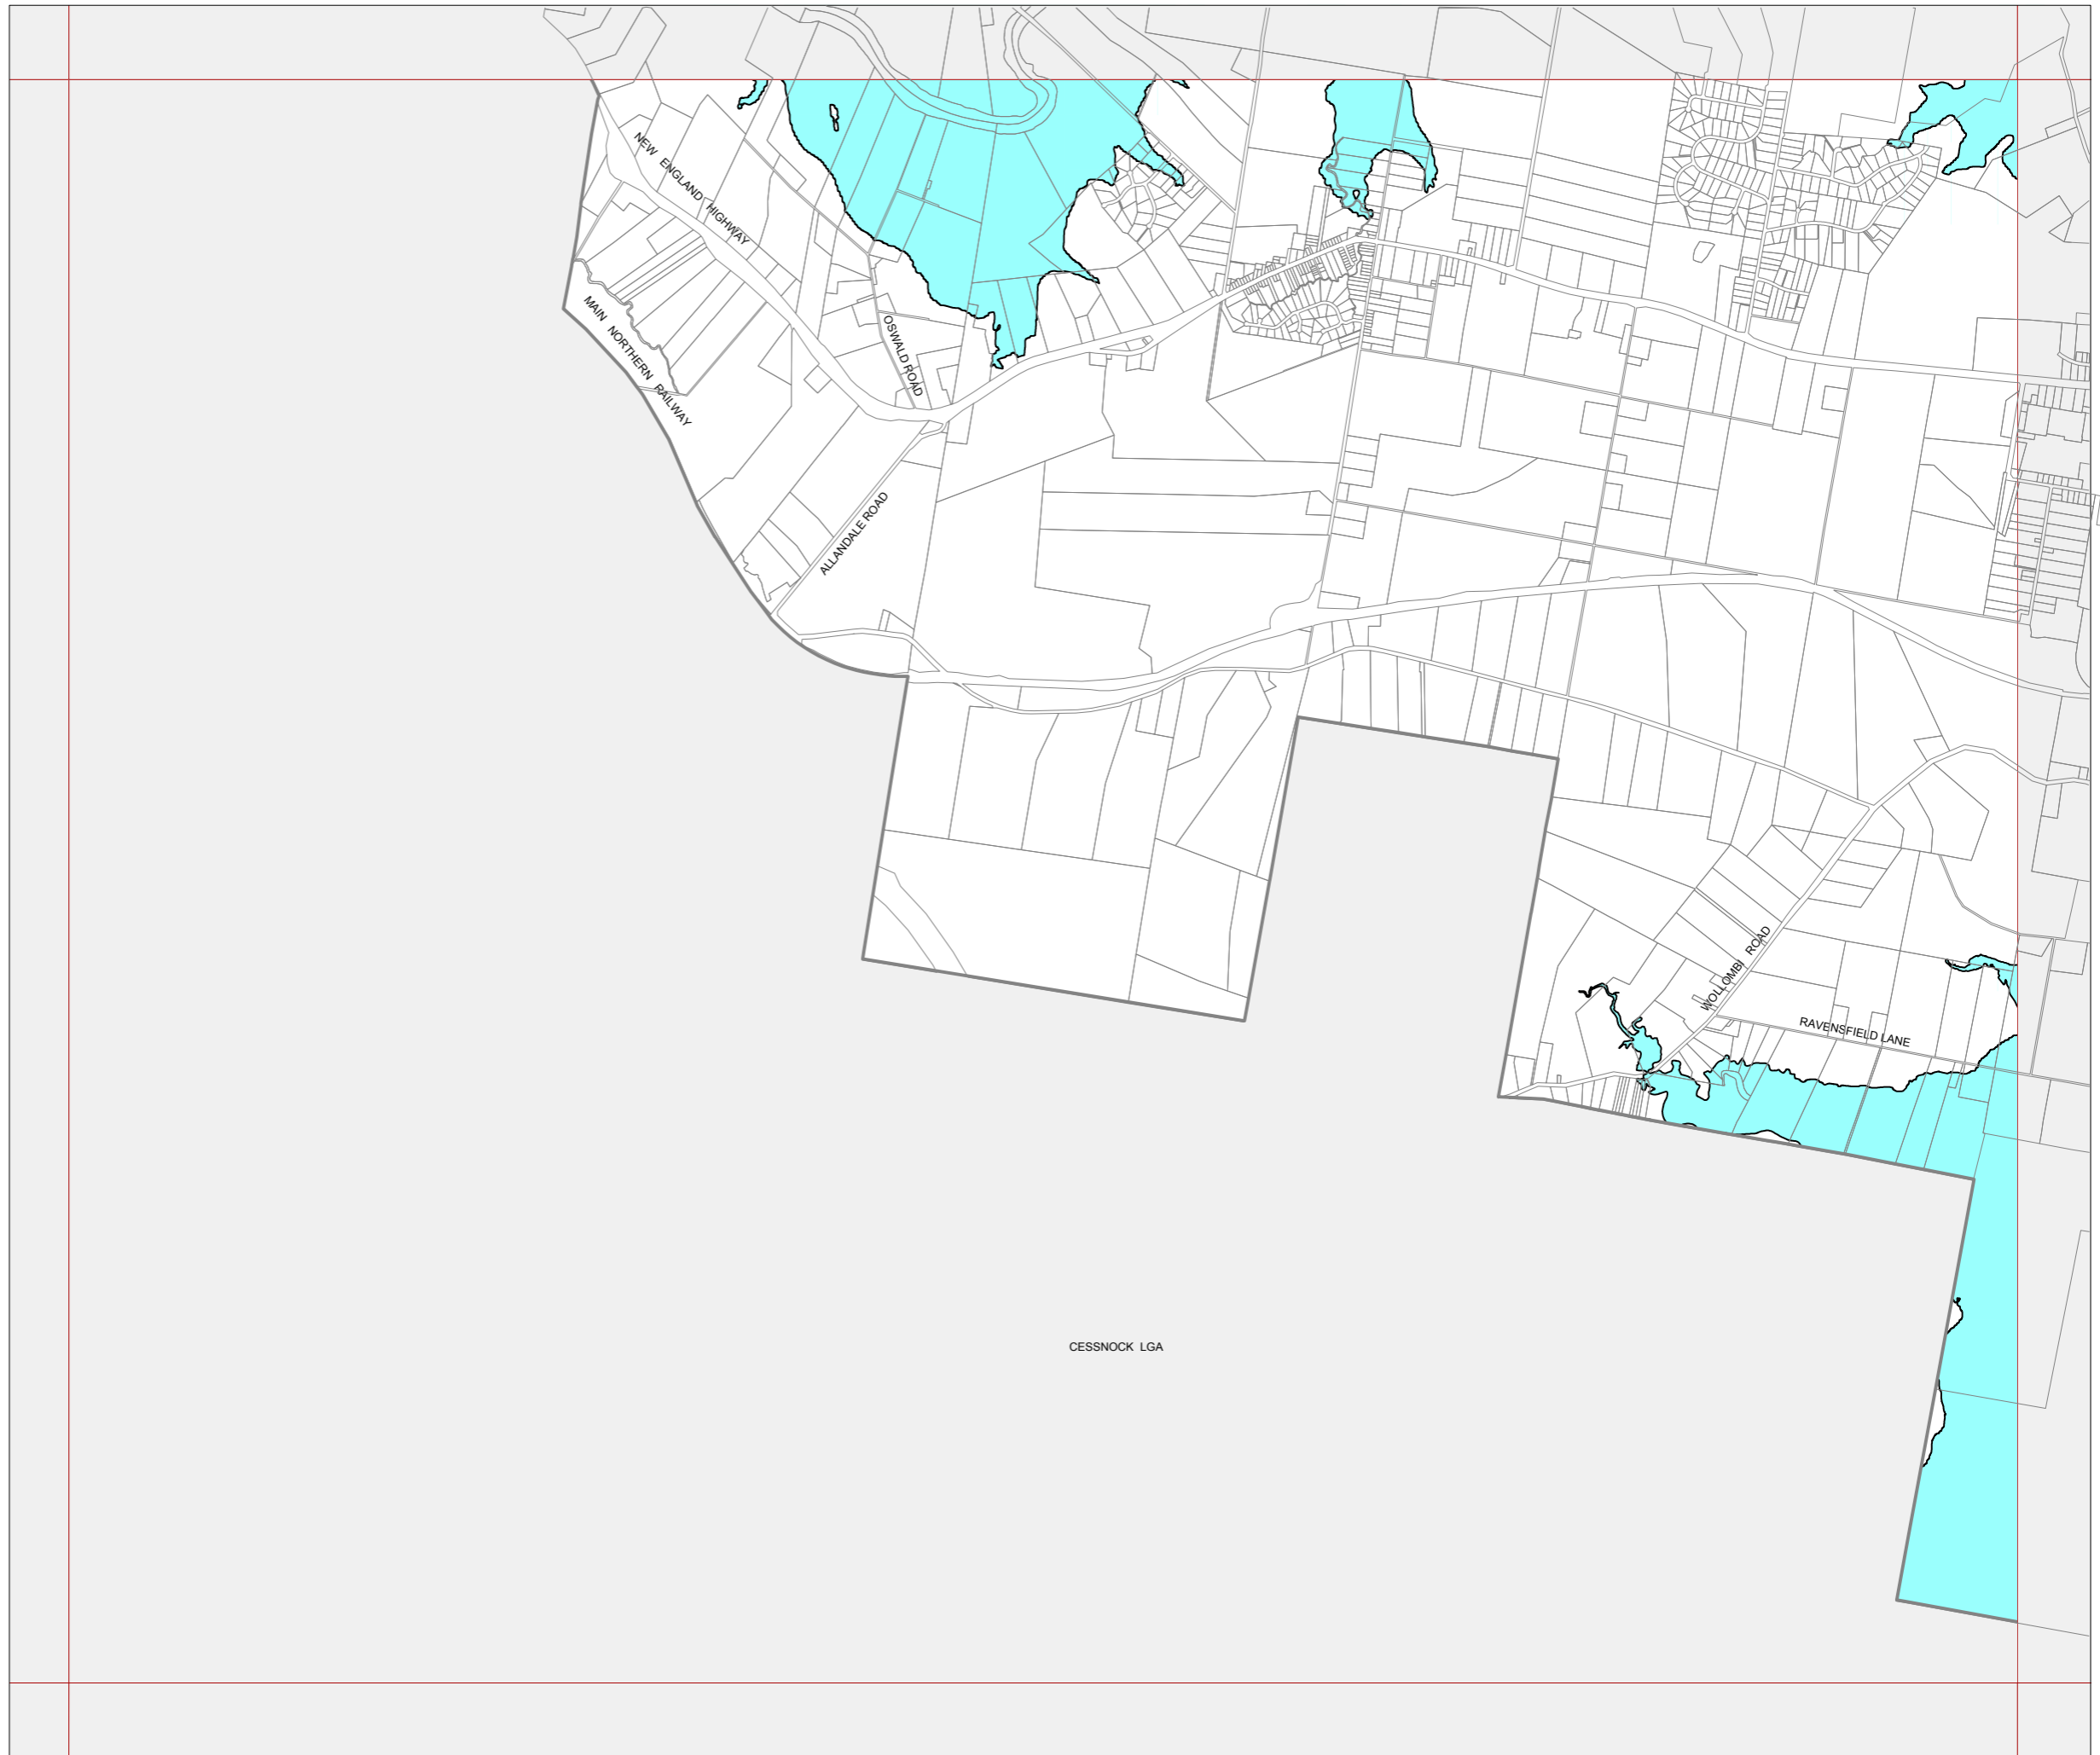 NEW ENGLAND HIGHWAY
MAIN NORTHERN RAILWAY
OSWALD ROAD
ALLANDALE ROAD
WOLLOMBI ROAD
RAVENSFIELD LANE
CESSNOCK LGA